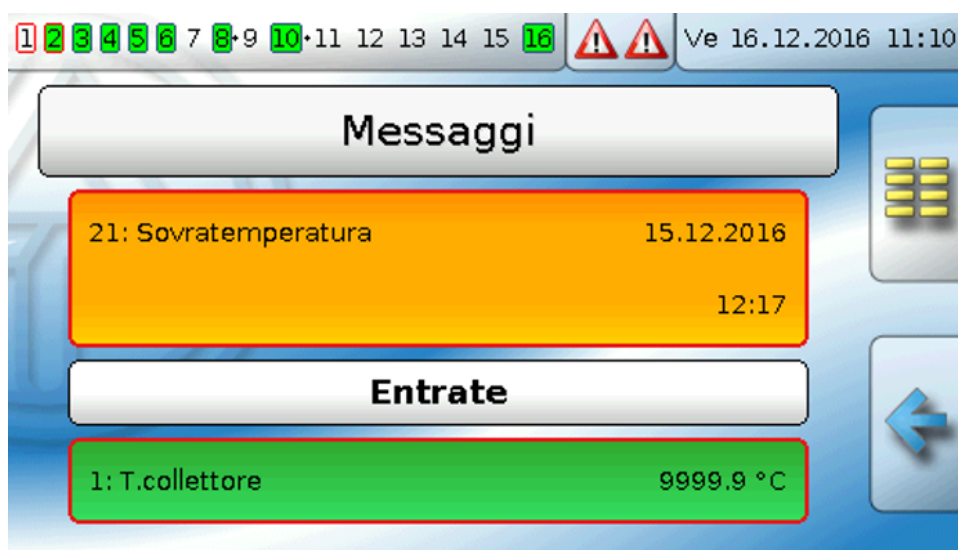 1 2 3 4 5 6 7 8+9 10+11 12 13 14 15 16 Ve 16.12.2016 11:10
Messaggi
21: Sovratemperatura 15.12.2016
12:17
Entrate
1: T.collettore 9999.9 °C